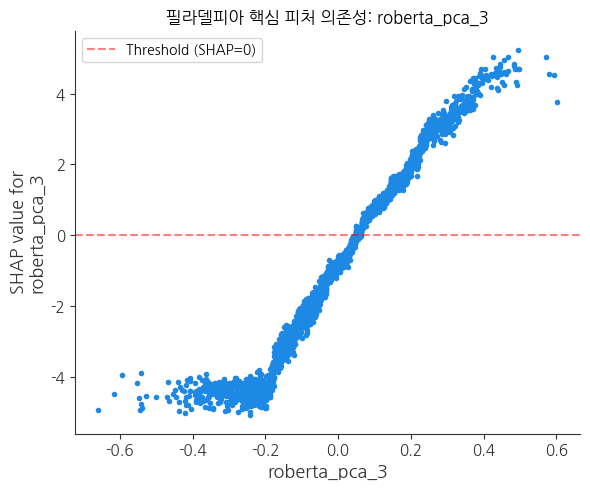 필라델피아 핵심 피처 의존성: roberta_pca_3
Threshold (SHAP=0)
SHAP value for
roberta_pca_3
4
2
0
-2
-4
-0.6 -0.4 -0.2 0.0 0.2 0.4 0.6
roberta_pca_3